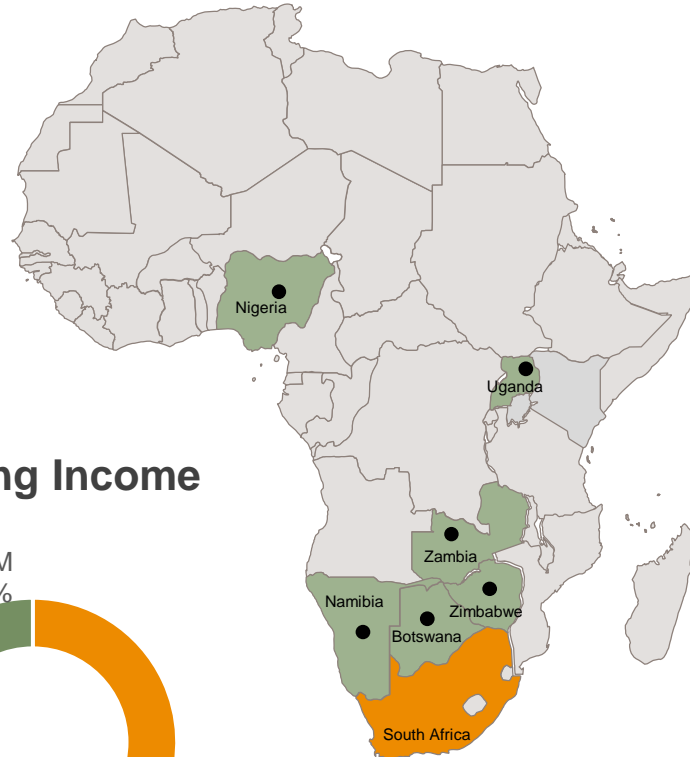 Nigeria
Uganda
ng Income
M
%
Zambia
Namibia
Zimbabwe
Botswana
South Africa